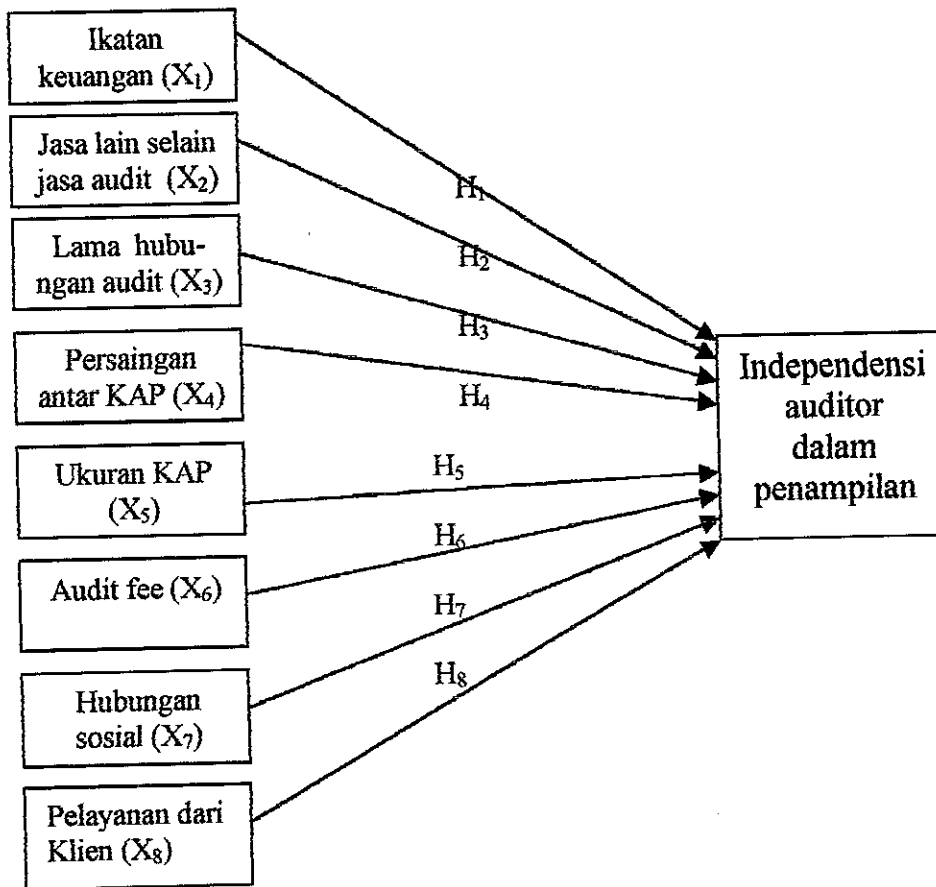 Ikatan
keuangan (X₁)
Jasa lain selain
jasa audit (X₂)
Lama hubu-
ngan audit (X₃)
Persaingan
antar KAP (X₄)
Ukuran KAP
(X₅)
Audit fee (X₆)
Hubungan
sosial (X₇)
Pelayanan dari
Klien (X₈)
H₁
H₂
H₃
H₄
H₅
H₆
H₇
H₈
Independensi
auditor
dalam
penampilan